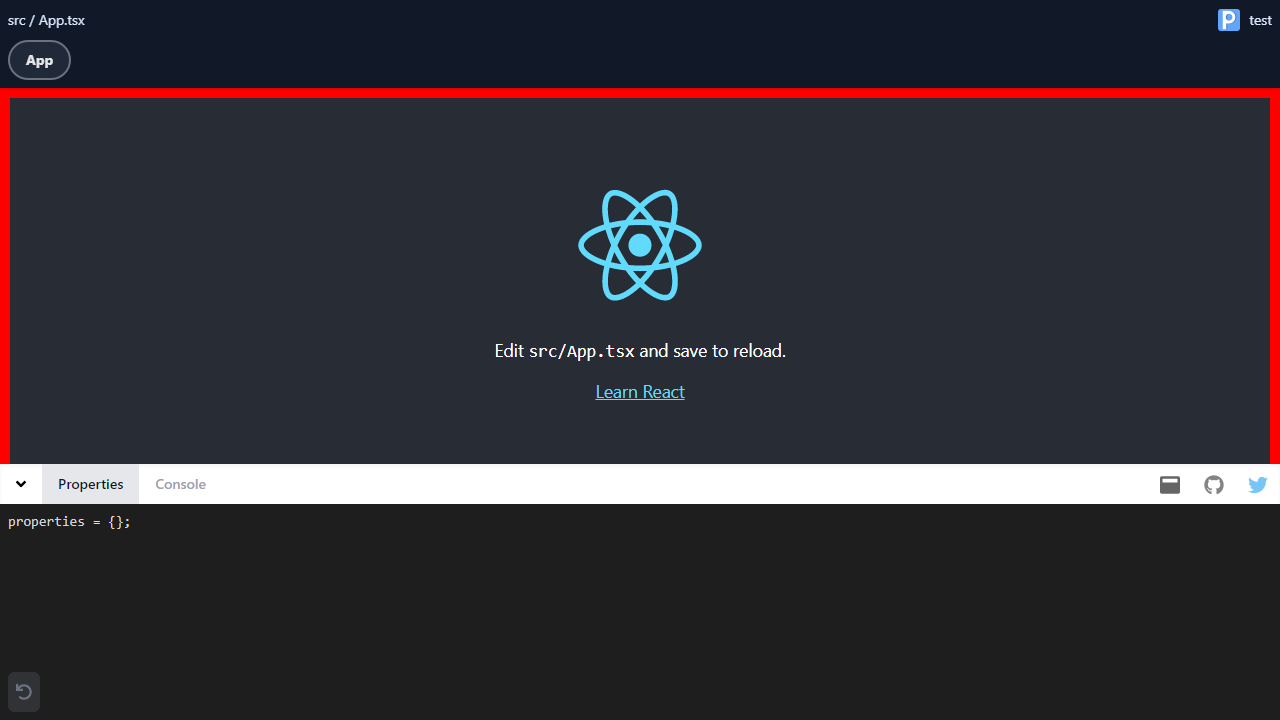 src / App.tsx
P test
App
Edit src/App.tsx and save to reload.
Learn React
Properties Console
properties = {};